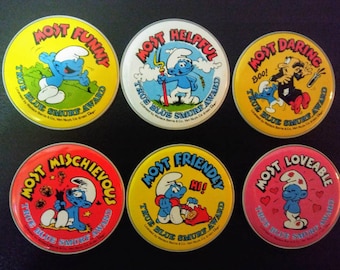 MOST FUNNY
TRUE BLUE SMURF AWARD
MOST HELPFUL
TRUE BLUE SMURF AWARD
MOST DARING
BOO!
TRUE BLUE SMURF AWARD
MOST MISCHIEVOUS
TRUE BLUE SMURF AWARD
MOST FRIENDLY
HI!
TRUE BLUE SMURF AWARD
MOST LOVEABLE
TRUE BLUE SMURF AWARD